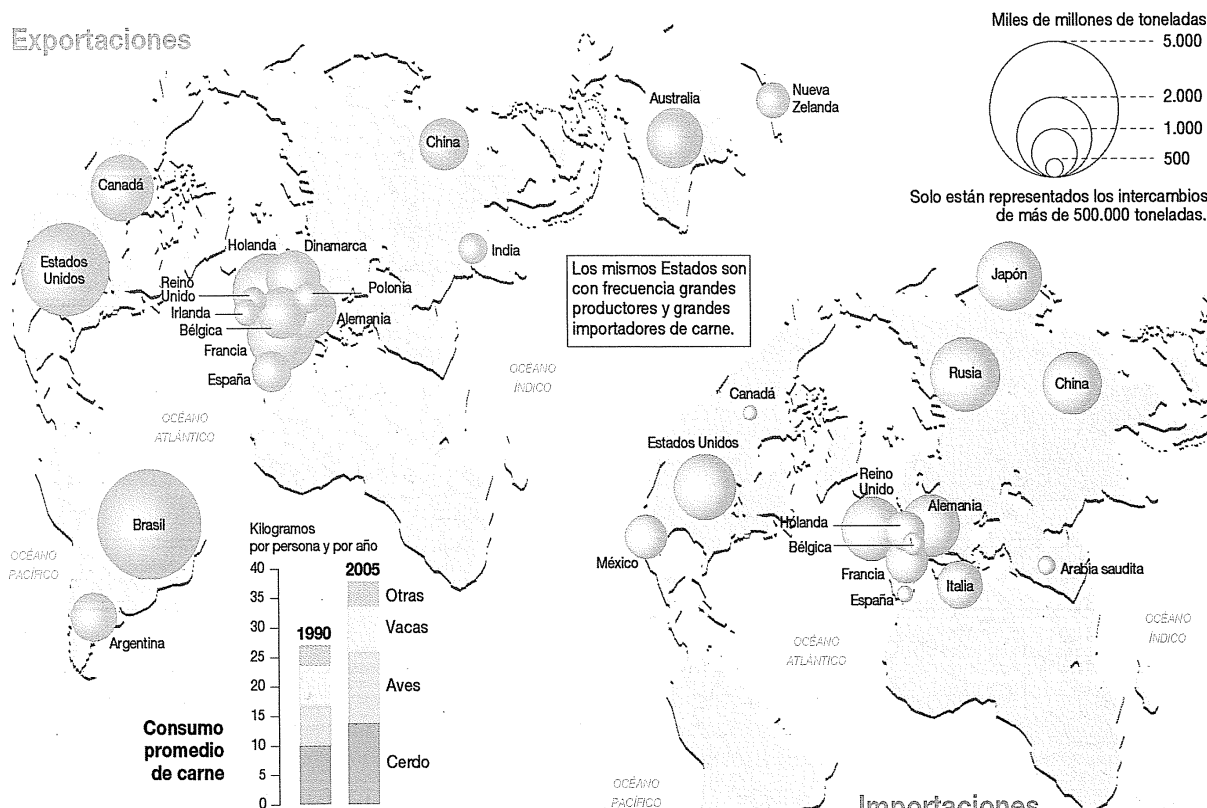 Exportaciones
Miles de millones de toneladas
5.000
2.000
1.000
500
Solo están representados los intercambios
de más de 500.000 toneladas.
Nueva
Zelanda
Australia
China
Canadá
Estados
Unidos
Holanda
Dinamarca
India
Reino
Unido
Polonia
Irlanda
Bélgica
Alemania
Francia
España
OCÉANO
ÍNDICO
OCÉANO
ATLÁNTICO
Brasil
OCÉANO
PACÍFICO
Argentina
Los mismos Estados son
con frecuencia grandes
productores y grandes
importadores de carne.
Kilogramos
por persona y por año
40
35
30
25
20
15
10
5
0
1990
2005
Otras
Vacas
Aves
Cerdo
Consumo
promedio
de carne
Japón
Rusia
China
Canadá
Estados Unidos
Reino
Unido
Alemania
Holanda
Bélgica
México
Francia
España
Italia
Arabia saudita
OCÉANO
ATLÁNTICO
OCÉANO
ÍNDICO
OCÉANO
PACÍFICO
Importaciones